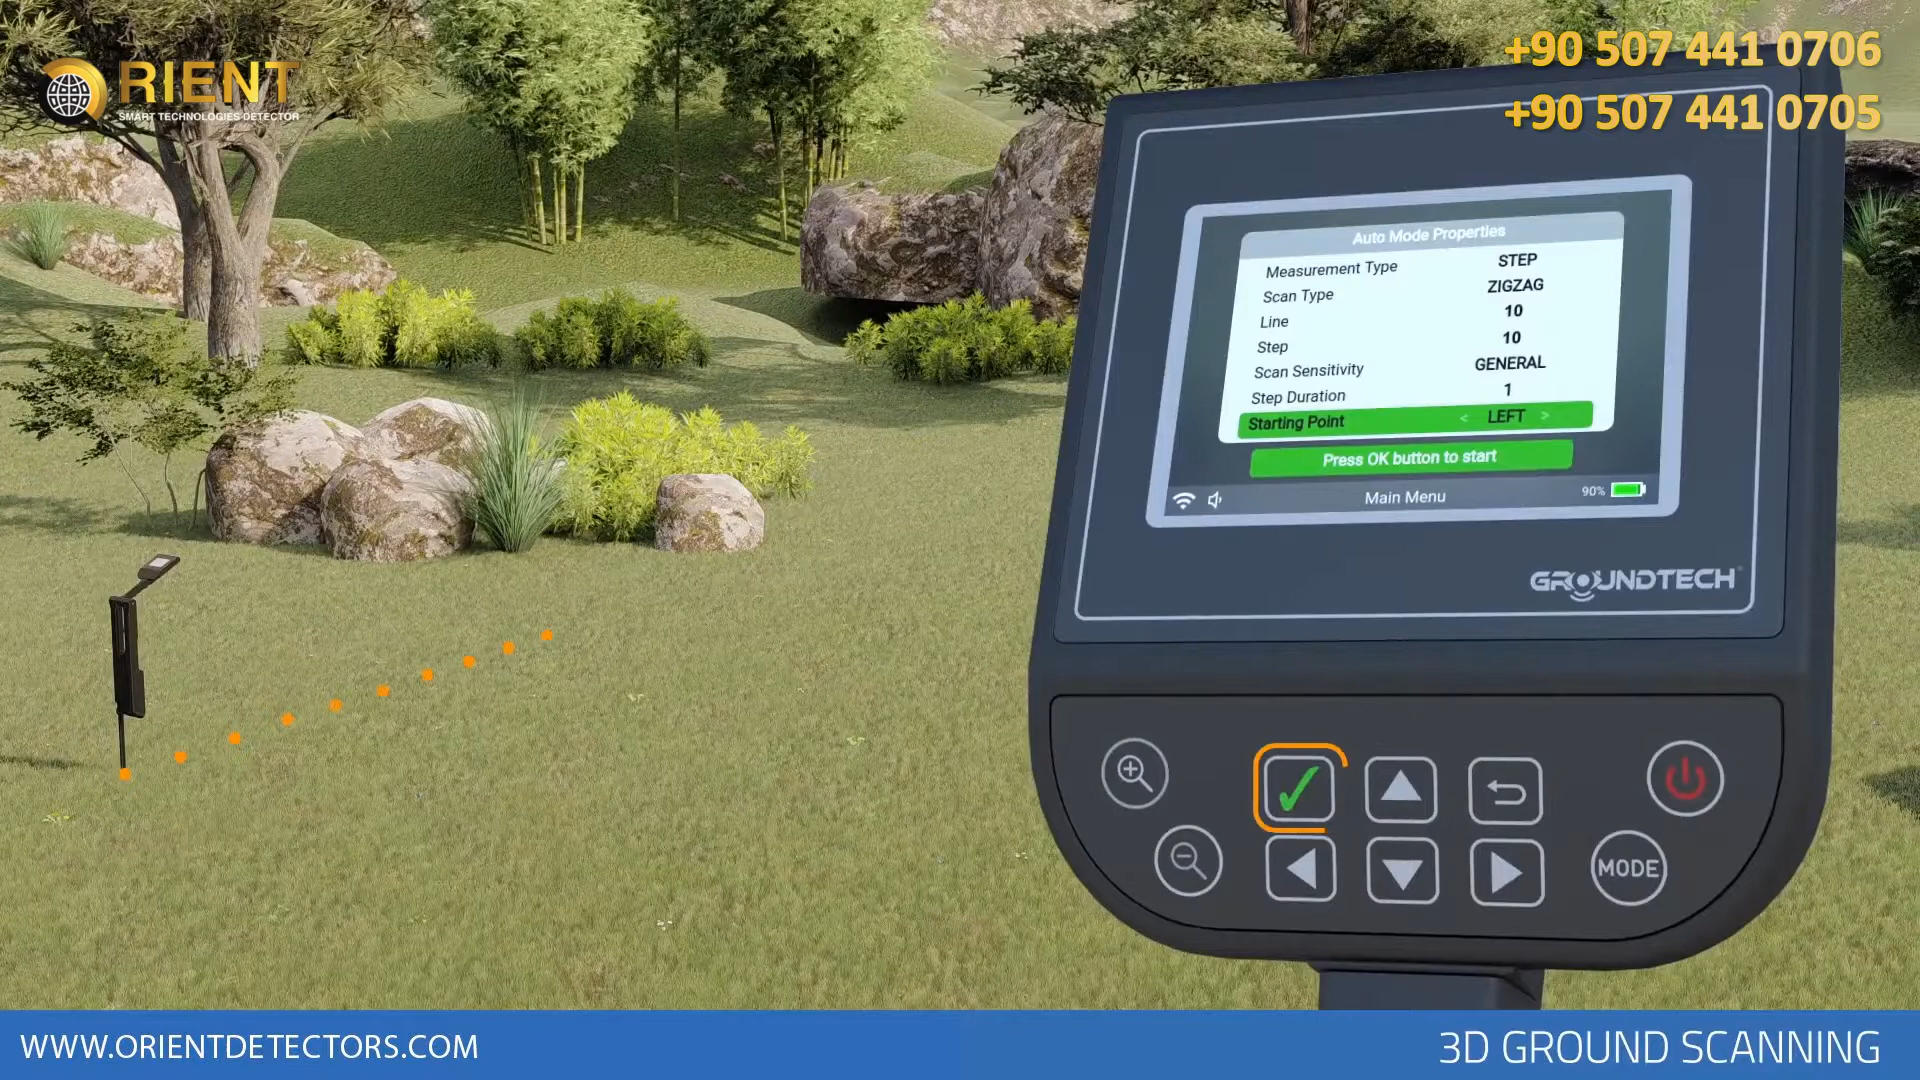 RIENT
SMART TECHNOLOGIES DETECTOR
+90 507 441 0706
+90 507 441 0705
Auto Mode Properties
Measurement Type STEP
Scan Type ZIGZAG
Line 10
Step 10
Scan Sensitivity GENERAL
Step Duration 1
Starting Point < LEFT >
Press OK button to start
Main Menu 90%
GROUNDTECH
MODE
WWW.ORIENTDETECTORS.COM
3D GROUND SCANNING